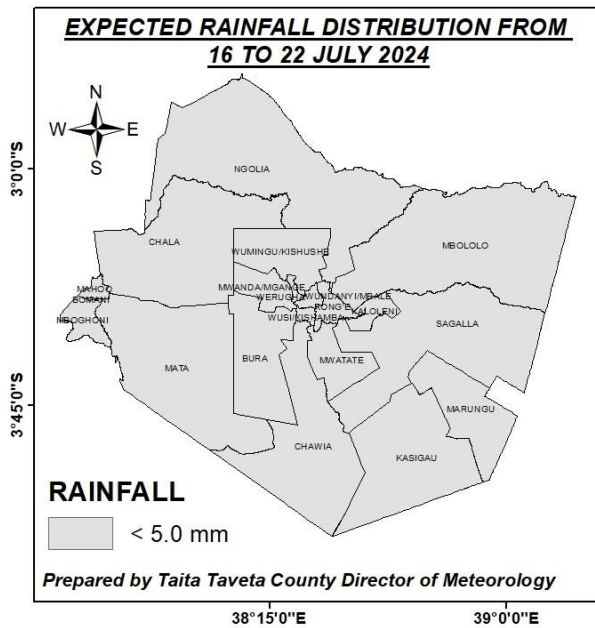 EXPECTED RAINFALL DISTRIBUTION FROM
16 TO 22 JULY 2024
N
W E
S
3°0'0"S
NGOLIA
CHALA
WUMINGU/KISHUSHE
MBOLOLO
MAHOO
BOMANI
MBOGHONI
MWANDA/MGANGE
WERUGHA
WUNDANYI/MBALE
RONG'E
KALOLENI
WUSI/KISHAMBA
SAGALLA
MATA
BURA
MWATATE
3°45'0"S
MARUNGU
CHAWIA
KASIGAU
RAINFALL
< 5.0 mm
Prepared by Taita Taveta County Director of Meteorology
38°15'0"E
39°0'0"E